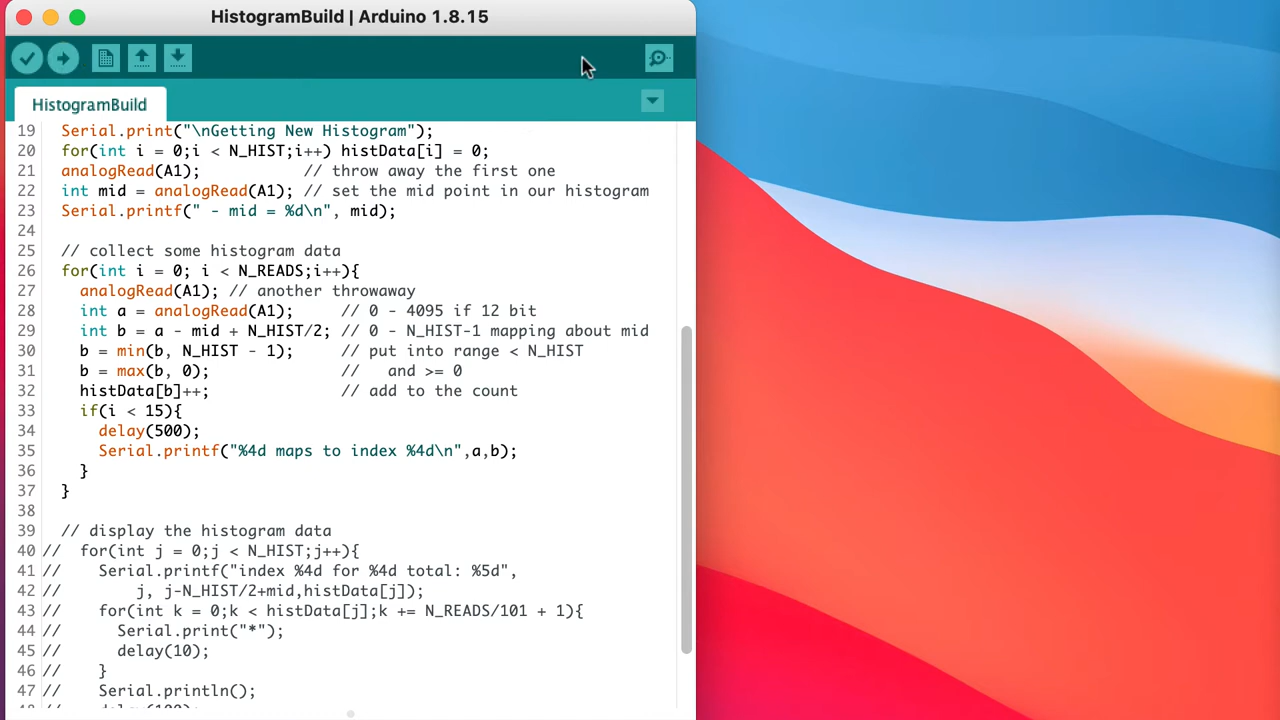 HistogramBuild | Arduino 1.8.15
HistogramBuild
19 Serial.print("\nGetting New Histogram");
20 for(int i = 0;i < N_HIST;i++) histData[i] = 0;
21 analogRead(A1); // throw away the first one
22 int mid = analogRead(A1); // set the mid point in our histogram
23 Serial.printf(" - mid = %d\n", mid);
24
25 // collect some histogram data
26 for(int i = 0; i < N_READS;i++){
27 analogRead(A1); // another throwaway
28 int a = analogRead(A1); // 0 - 4095 if 12 bit
29 int b = a - mid + N_HIST/2; // 0 - N_HIST-1 mapping about mid
30 b = min(b, N_HIST - 1); // put into range < N_HIST
31 b = max(b, 0); // and >= 0
32 histData[b]++; // add to the count
33 if(i < 15){
34 delay(500);
35 Serial.printf("%4d maps to index %4d\n",a,b);
36 }
37 }
38
39 // display the histogram data
40 // for(int j = 0;j < N_HIST;j++){
41 // Serial.printf("index %4d for %4d total: %5d",
42 // j, j-N_HIST/2+mid,histData[j]);
43 // for(int k = 0;k < histData[j];k += N_READS/101 + 1){
44 // Serial.print("*");
45 // delay(10);
46 // }
47 // Serial.println();